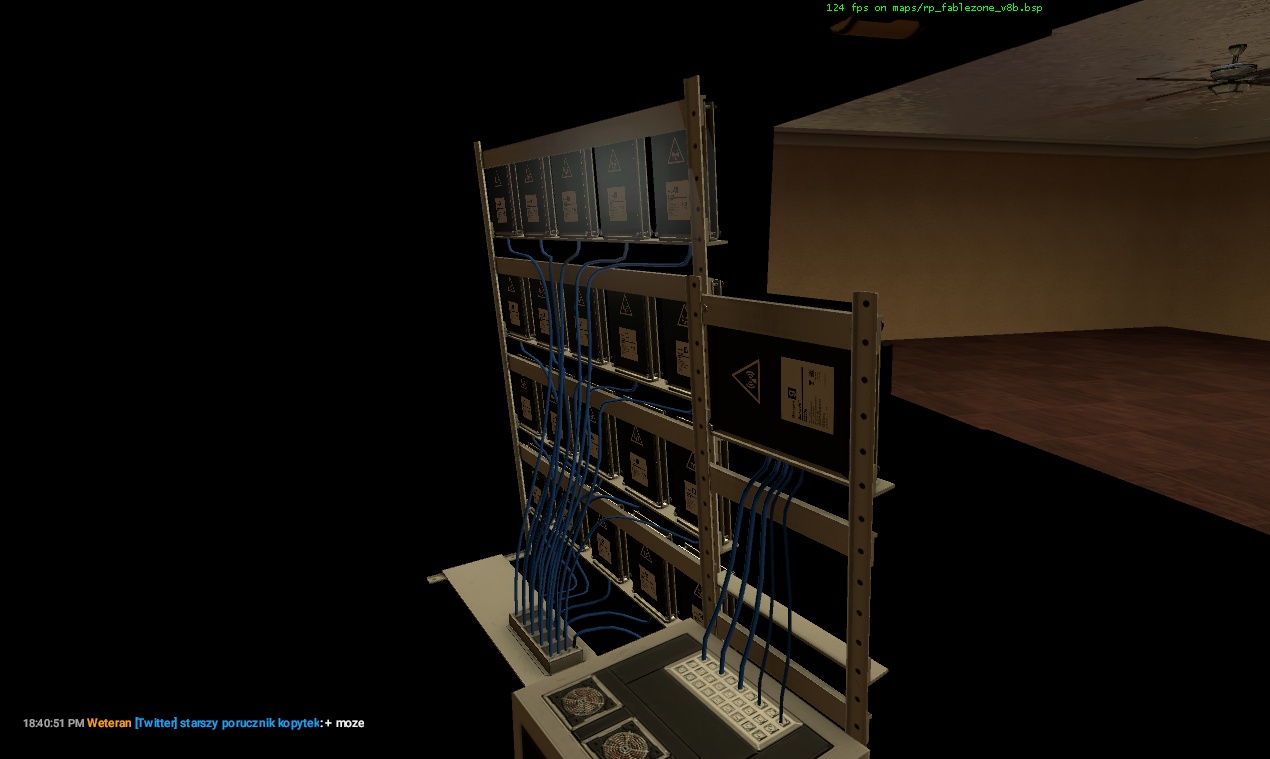 124 fps on maps/rp_fablezone_v8b.bsp
18:40:51 PM Weteran [Twitter] starszy porucznik kopytek: + moze